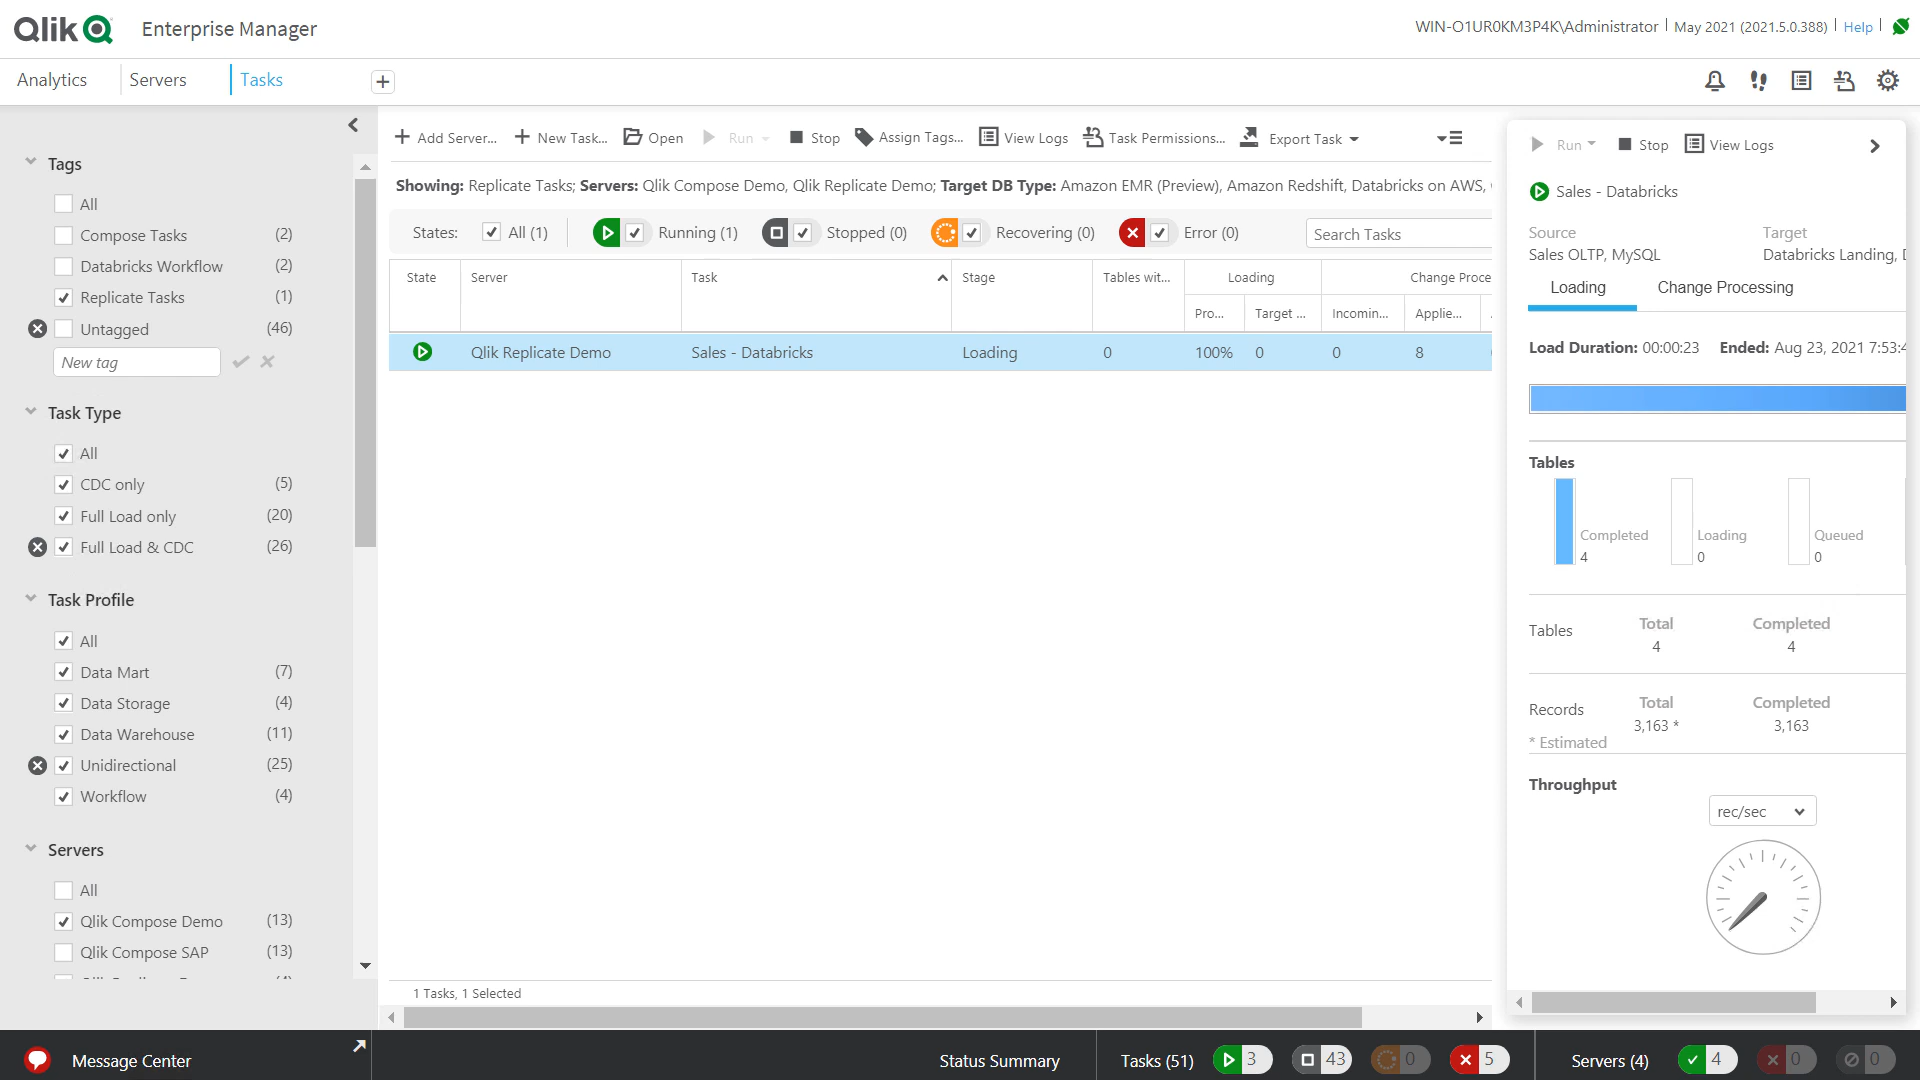 Qlik Enterprise Manager
WIN-O1UR0KM3P4K\Administrator May 2021 (2021.5.0.388) Help
Analytics Servers Tasks
Add Server... New Task... Open Run Stop Assign Tags... View Logs Task Permissions... Export Task
Showing: Replicate Tasks; Servers: Qlik Compose Demo, Qlik Replicate Demo; Target DB Type: Amazon EMR (Preview), Amazon Redshift, Databricks on AWS,
States: All (1) Running (1) Stopped (0) Recovering (0) Error (0) Search Tasks
State Server Task Stage Tables wit... Loading Change Proce
Pro... Target ... Incomin... Applie...
Qlik Replicate Demo Sales - Databricks Loading 0 100% 0 0 8
1 Tasks, 1 Selected
Tags
All
Compose Tasks (2)
Databricks Workflow (2)
Replicate Tasks (1)
Untagged (46)
New tag
Task Type
All
CDC only (5)
Full Load only (20)
Full Load & CDC (26)
Task Profile
All
Data Mart (7)
Data Storage (4)
Data Warehouse (11)
Unidirectional (25)
Workflow (4)
Servers
All
Qlik Compose Demo (13)
Qlik Compose SAP (13)
Run Stop View Logs
Sales - Databricks
Source Target
Sales OLTP, MySQL Databricks Landing,
Loading Change Processing
Load Duration: 00:00:23 Ended: Aug 23, 2021 7:53:4
Tables
Completed Loading Queued
4 0 0
Total Completed
Tables 4 4
Total Completed
Records 3,163 * 3,163
* Estimated
Throughput
rec/sec
Message Center Status Summary Tasks (51) 3 43 0 5 Servers (4) 4 0 0